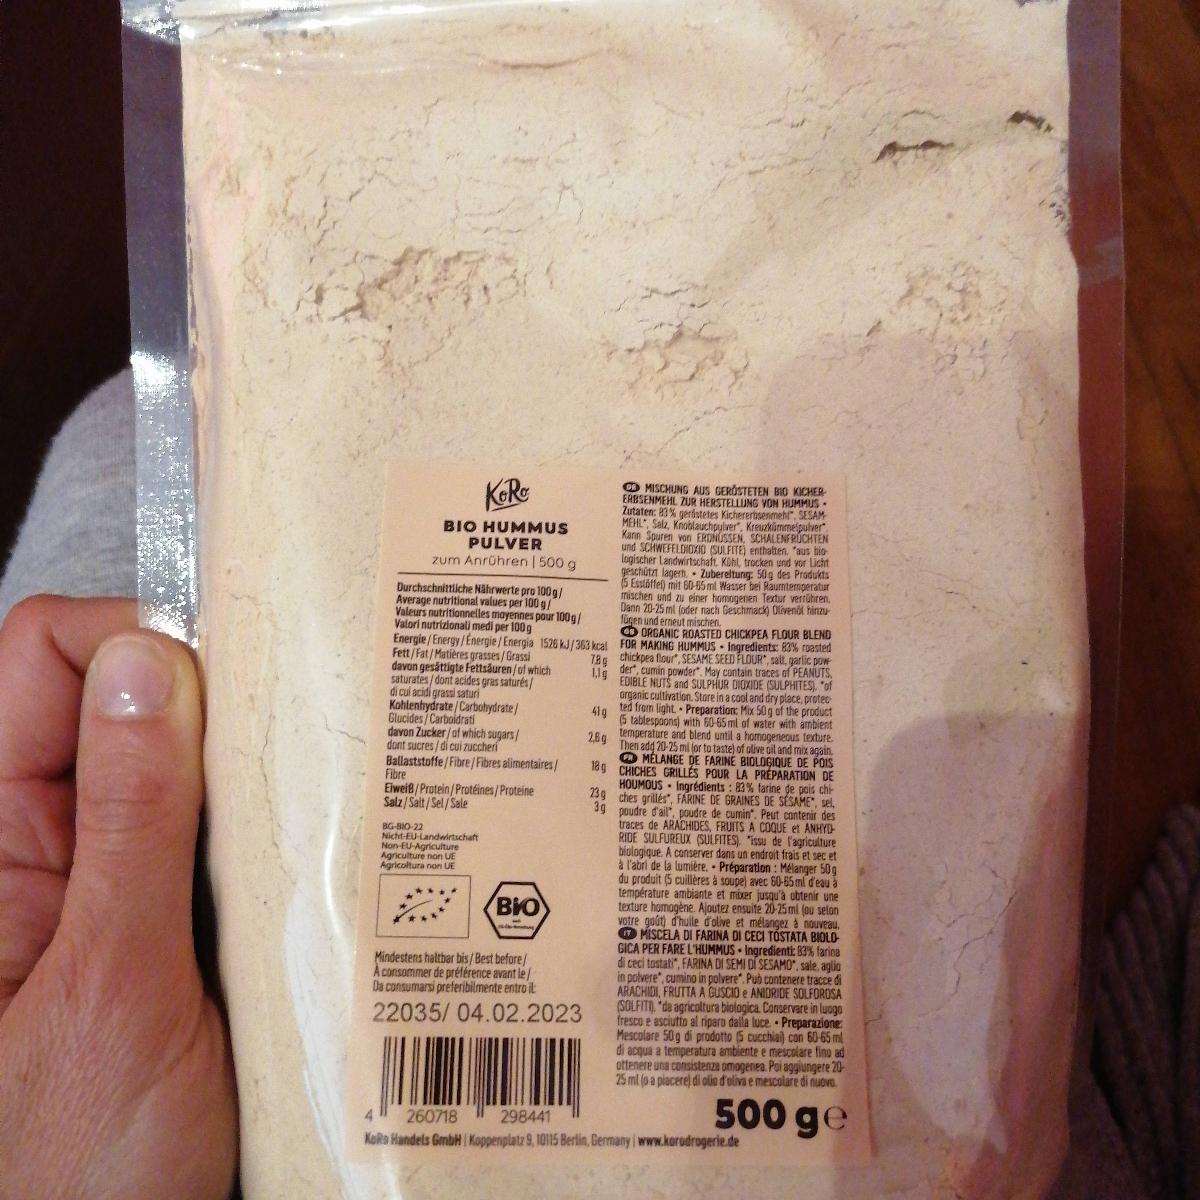 KoRo
BIO HUMMUS
PULVER
zum Anrühren | 500 g
Durchschnittliche Nährwerte pro 100 g /
Average nutritional values per 100 g /
Valeurs nutritionnelles moyennes pour 100 g /
Valori nutrizionali medi per 100 g
Energie / Energy / Énergie / Energia 1526 kJ / 363 kcal
Fett / Fat / Matières grasses / Grassi 7,8 g
davon gesättigte Fettsäuren / of which 1,1 g
saturates / dont acides gras saturés /
di cui acidi grassi saturi
Kohlenhydrate / Carbohydrate / 41 g
Glucides / Carboidrati
davon Zucker / of which sugars / 2,6 g
dont sucres / di cui zuccheri
Ballaststoffe / Fibre / Fibres alimentaires / 18 g
Fibre
Eiweiß / Protein / Protéines / Proteine 23 g
Salz / Salt / Sel / Sale 3 g
BG-BIO-22
Nicht-EU-Landwirtschaft
Non-EU-Agriculture
Agriculture non UE
Agricoltura non UE
BiO
nach
EG-Öko-Verordnung
Mindestens haltbar bis / Best before /
À consommer de préférence avant le /
Da consumarsi preferibilmente entro il:
22035/ 04.02.2023
4 260718 298441
DE MISCHUNG AUS GERÖSTETEN BIO KICHER-
ERBSENMEHL ZUR HERSTELLUNG VON HUMMUS •
Zutaten: 83 % geröstetes Kichererbsenmehl*, SESAM-
MEHL*, Salz, Knoblauchpulver*, Kreuzkümmelpulver*.
Kann Spuren von ERDNÜSSEN, SCHALENFRÜCHTEN
und SCHWEFELDIOXID (SULFITE) enthalten. *aus bio-
logischer Landwirtschaft. Kühl, trocken und vor Licht
geschützt lagern. • Zubereitung: 50 g des Produkts
(5 Esslöffel) mit 60-65 ml Wasser bei Raumtemperatur
mischen und zu einer homogenen Textur verrühren.
Dann 20-25 ml (oder nach Geschmack) Olivenöl hinzu-
fügen und erneut mischen.
GB ORGANIC ROASTED CHICKPEA FLOUR BLEND
FOR MAKING HUMMUS • Ingredients: 83% roasted
chickpea flour*, SESAME SEED FLOUR*, salt, garlic pow-
der*, cumin powder*. May contain traces of PEANUTS,
EDIBLE NUTS and SULPHUR DIOXIDE (SULPHITES). *of
organic cultivation. Store in a cool and dry place, protec-
ted from light. • Preparation: Mix 50 g of the product
(5 tablespoons) with 60-65 ml of water with ambient
temperature and blend until a homogeneous texture.
Then add 20-25 ml (or to taste) of olive oil and mix again.
FR MÉLANGE DE FARINE BIOLOGIQUE DE POIS
CHICHES GRILLÉS POUR LA PRÉPARATION DE
HOUMOUS • Ingrédients : 83 % farine de pois chi-
ches grillés*, FARINE DE GRAINES DE SÉSAME*, sel,
poudre d'ail*, poudre de cumin*. Peut contenir des
traces de ARACHIDES, FRUITS A COQUE et ANHYD-
RIDE SULFUREUX (SULFITES). *issu de l'agriculture
biologique. A conserver dans un endroit frais et sec et
à l'abri de la lumière. • Préparation : Mélanger 50 g
du produit (5 cuillères à soupe) avec 60-65 ml d'eau à
température ambiante et mixer jusqu'à obtenir une
texture homogène. Ajoutez ensuite 20-25 ml (ou selon
votre goût) d'huile d'olive et mélangez à nouveau.
IT MISCELA DI FARINA DI CECI TOSTATA BIOLO-
GICA PER FARE L'HUMMUS • Ingredienti: 83% farina
di ceci tostati*, FARINA DI SEMI DI SESAMO*, sale, aglio
in polvere*, cumino in polvere*. Può contenere tracce di
ARACHIDI, FRUTTA A GUSCIO e ANIDRIDE SOLFOROSA
(SOLFITI). *da agricoltura biologica. Conservare in luogo
fresco e asciutto al riparo dalla luce. • Preparazione:
Mescolare 50 g di prodotto (5 cucchiai) con 60-65 ml
di acqua a temperatura ambiente e mescolare fino ad
ottenere una consistenza omogenea. Poi aggiungere 20-
25 ml (o a piacere) di olio d'oliva e mescolare di nuovo.
500 g e
KoRo Handels GmbH | Koppenplatz 9, 10115 Berlin, Germany | www.korodrogerie.de